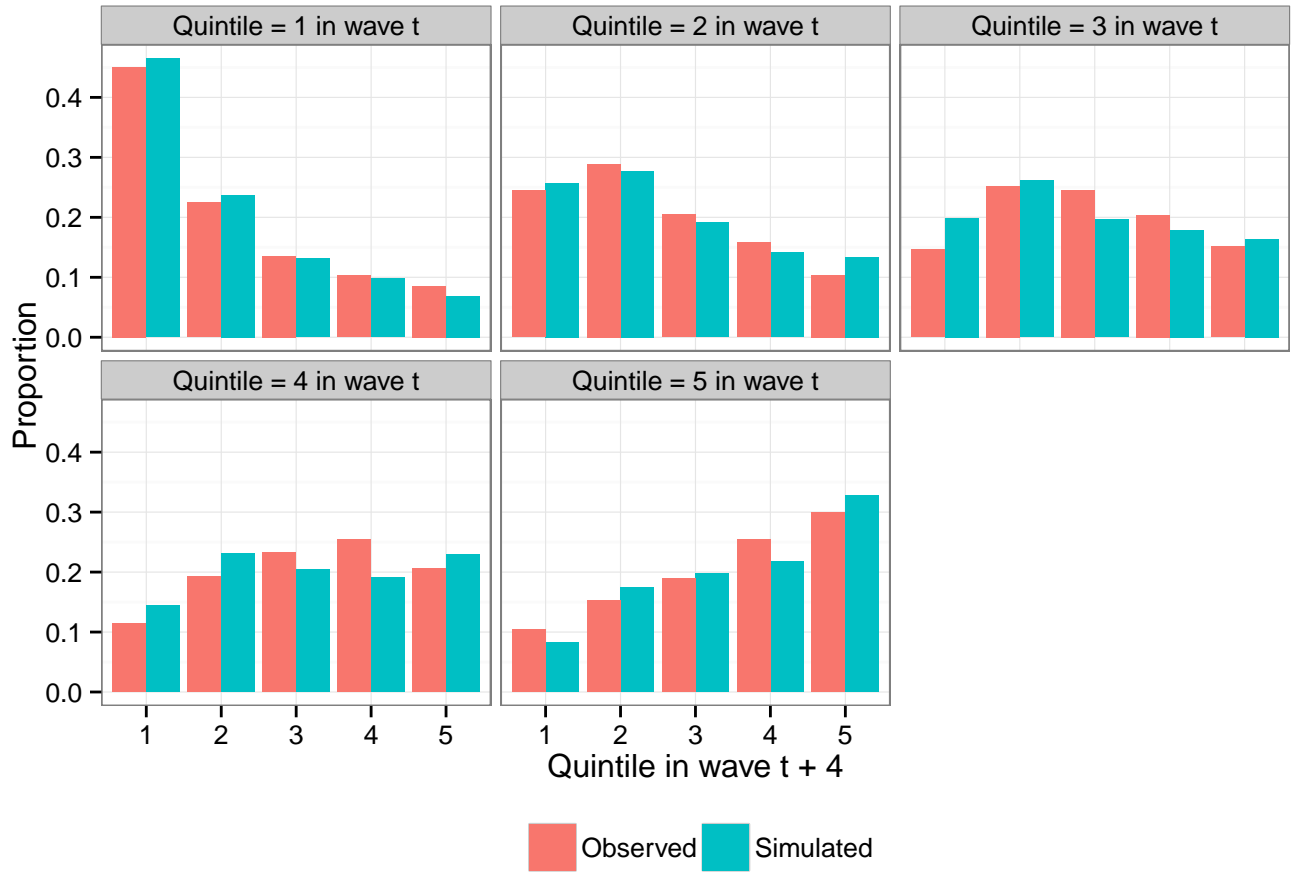 Quintile = 1 in wave t
Quintile = 2 in wave t
Quintile = 3 in wave t
0.4
0.3
0.2
0.1
0.0
Quintile = 4 in wave t
Quintile = 5 in wave t
Proportion
0.4
0.3
0.2
0.1
0.0
1 2 3 4 5
1 2 3 4 5
Quintile in wave t + 4
Observed
Simulated